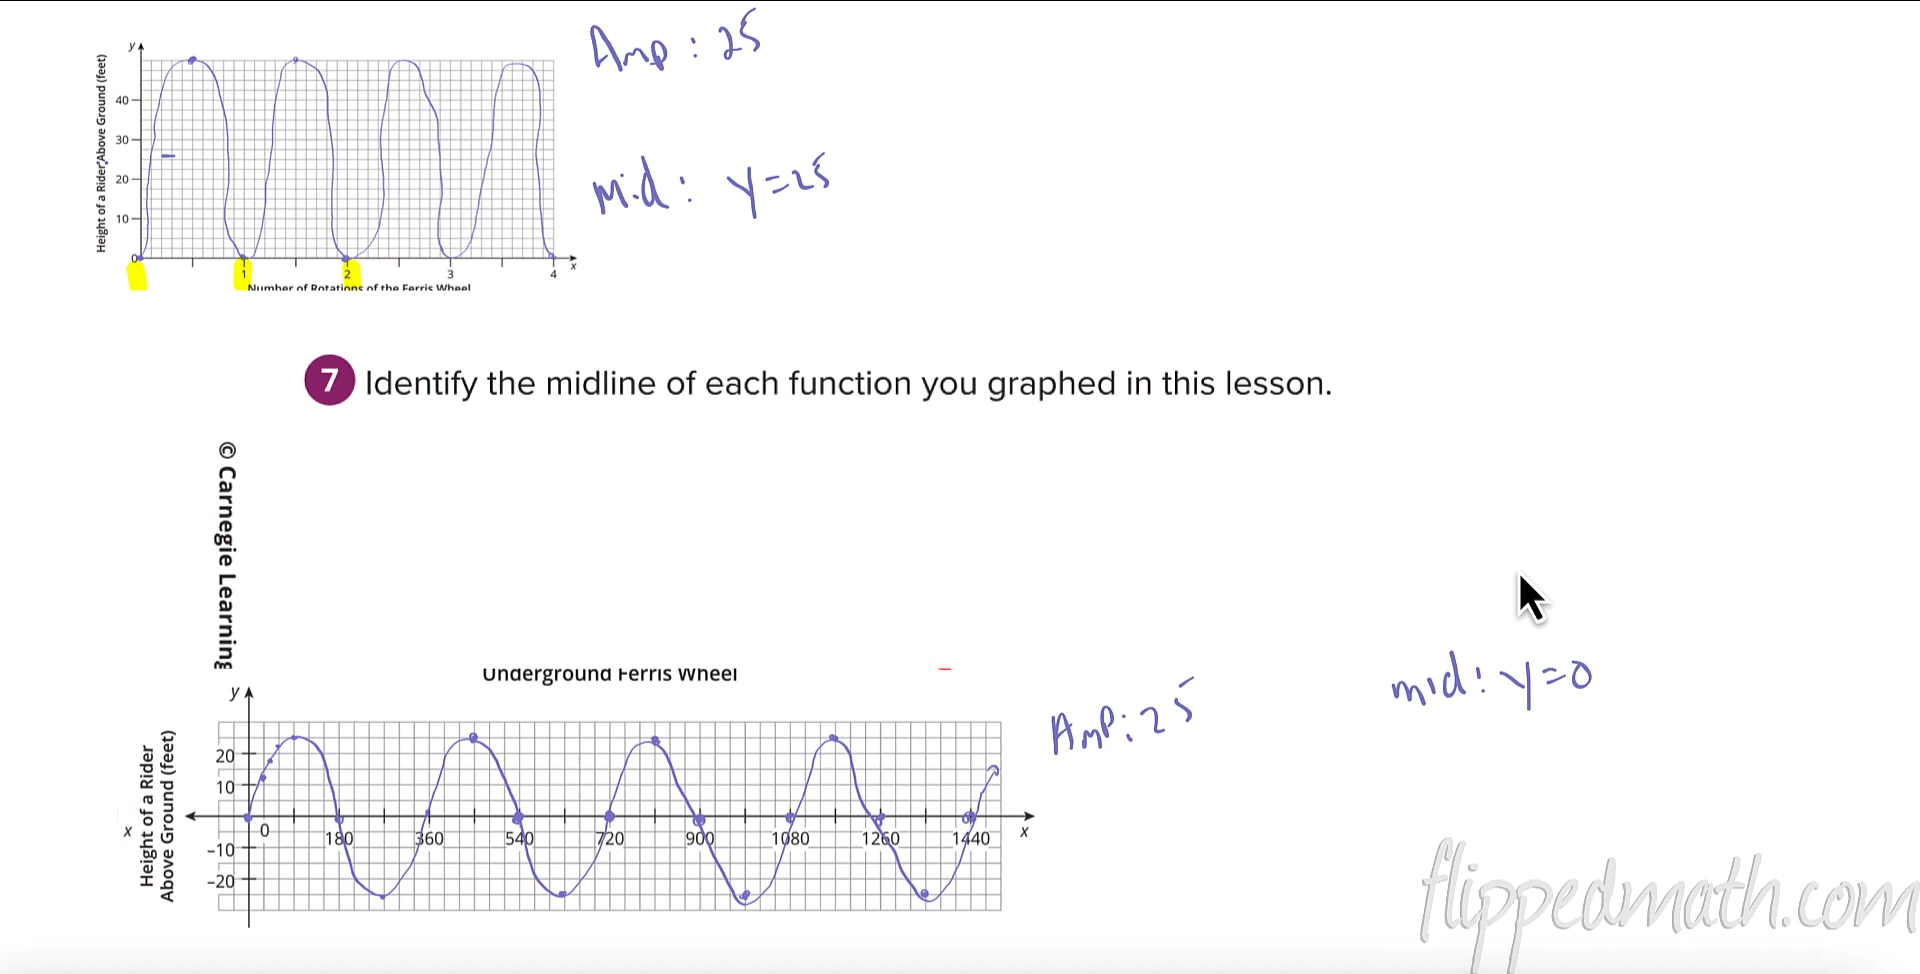 Amp : 25
y
Height of a Rider Above Ground (feet)
40
30
20
10
0
mid: y=25
1 2 3 4 x
Number of Rotations of the Ferris Wheel
7 Identify the midline of each function you graphed in this lesson.
© Carnegie Learning
Underground Ferris Wheel
mid: y=0
Amp: 25
y
x Height of a Rider
Above Ground (feet)
20
10
0
180 360 540 720 900 1080 1260 1440 x
-10
-20
flippedmath.com